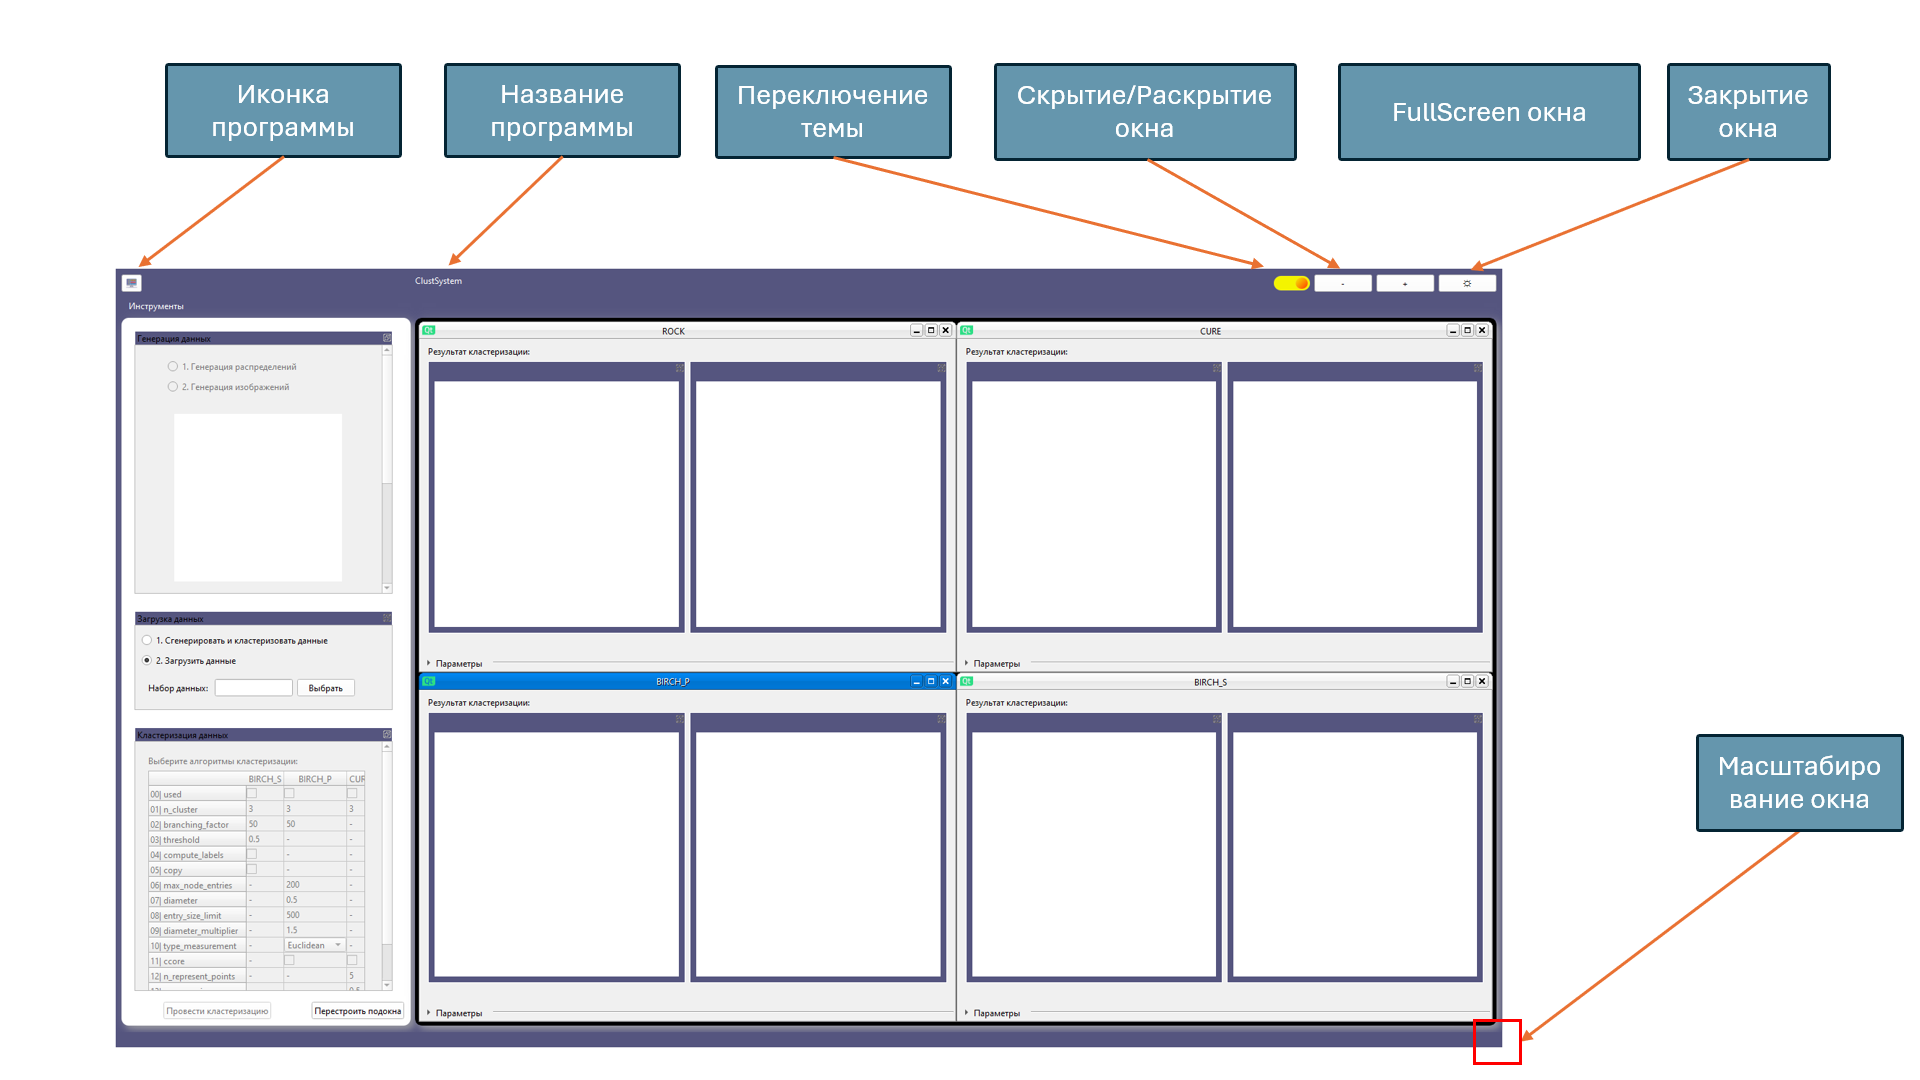 Иконка
программы
Название
программы
Переключение
темы
Скрытие/Раскрытие
окна
FullScreen окна
Закрытие
окна
ClustSystem
-
+
Инструменты
Генерация данных
1. Генерация распределений
2. Генерация изображений
Загрузка данных
1. Сгенерировать и кластеризовать данные
2. Загрузить данные
Набор данных:
Выбрать
Кластеризация данных
Выберите алгоритмы кластеризации:
BIRCH_S BIRCH_P CUR
00| used
01| n_cluster 3 3 3
02| branching_factor 50 50 -
03| threshold 0.5 - -
04| compute_labels - -
05| copy - -
06| max_node_entries - 200 -
07| diameter - 0.5 -
08| entry_size_limit - 500 -
09| diameter_multiplier - 1.5 -
10| type_measurement - Euclidean -
11| ccore -
12| n_represent_points - - 5
Провести кластеризацию
Перестроить подокна
Qt ROCK
Результат кластеризации:
Параметры
Qt CURE
Результат кластеризации:
Параметры
Qt BIRCH_P
Результат кластеризации:
Параметры
Qt BIRCH_S
Результат кластеризации:
Параметры
Масштабиро
вание окна